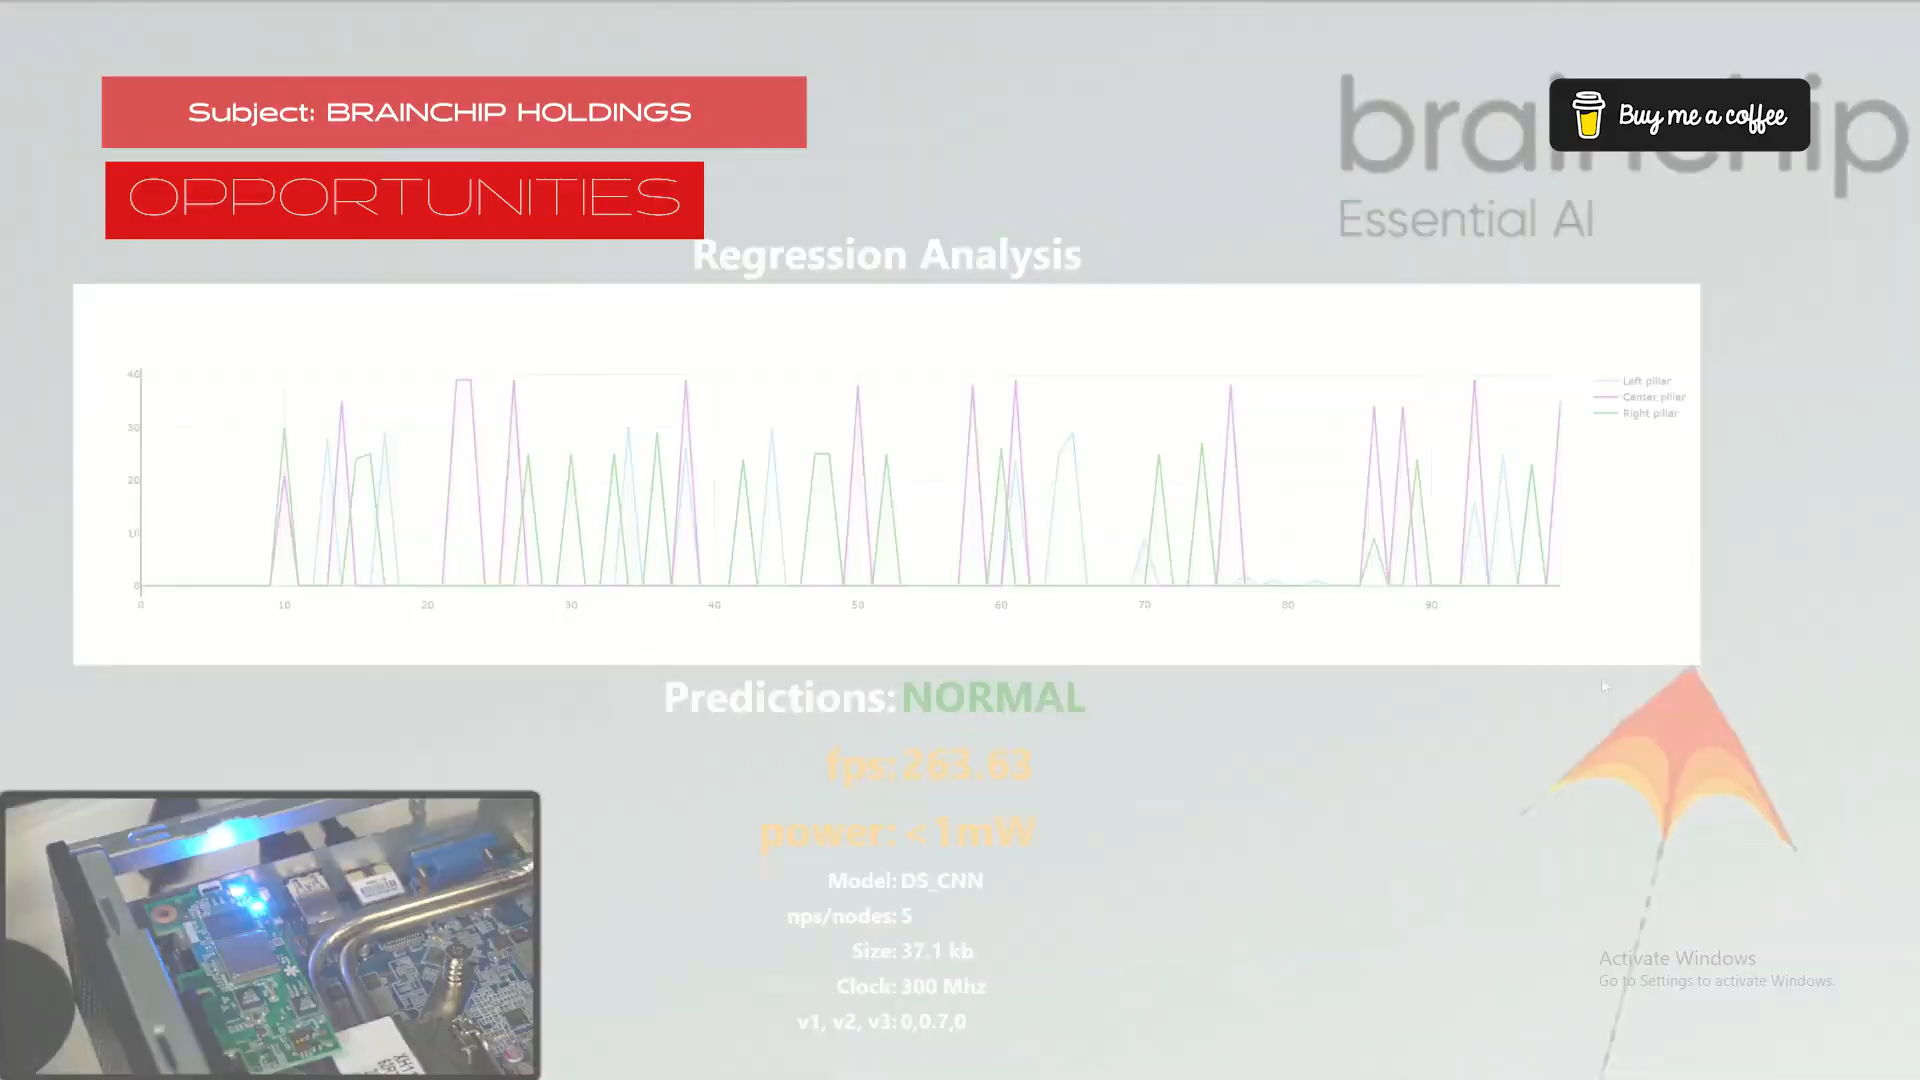 Subject: BRAINCHIP HOLDINGS
OPPORTUNITIES
brainchip
Essential AI
Buy me a coffee
Regression Analysis
40
30
20
10
0
0 10 20 30 40 50 60 70 80 90
Left pillar
Center pillar
Right pillar
Predictions: NORMAL
fps: 263.63
power: <1mW
Model: DS_CNN
nps/nodes: 5
Size: 37.1 kb
Clock: 300 Mhz
v1, v2, v3: 0,0.7,0
Activate Windows
Go to Settings to activate Windows.